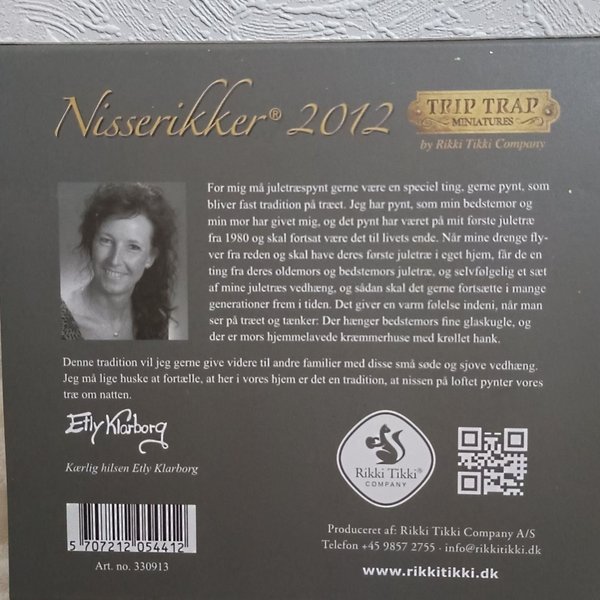 Nisserikker® 2012
TRIP TRAP
MINIATURES
by Rikki Tikki Company
For mig må juletræspynt gerne være en speciel ting, gerne pynt, som
bliver fast tradition på træet. Jeg har pynt, som min bedstemor og
min mor har givet mig, og det pynt har været på mit første juletræ
fra 1980 og skal fortsat være det til livets ende. Når mine drenge fly-
ver fra reden og skal have deres første juletræ i eget hjem, får de en
ting fra deres oldemors og bedstemors juletræ, og selvfølgelig et sæt
af mine juletræs vedhæng, og sådan skal det gerne fortsætte i mange
generationer frem i tiden. Det giver en varm følelse indeni, når man
ser på træet og tænker: Der hænger bedstemors fine glaskugle, og
der er mors hjemmelavede kræmmerhuse med krøllet hank.
Denne tradition vil jeg gerne give videre til andre familier med disse små søde og sjove vedhæng.
Jeg må lige huske at fortælle, at her i vores hjem er det en tradition, at nissen på loftet pynter vores
træ om natten.
Etly Klarborg
Kærlig hilsen Etly Klarborg
Rikki Tikki®
COMPANY
5 707212 054412
Art. no. 330913
Produceret af: Rikki Tikki Company A/S
Telefon +45 9857 2755 · info@rikkitikki.dk
www.rikkitikki.dk